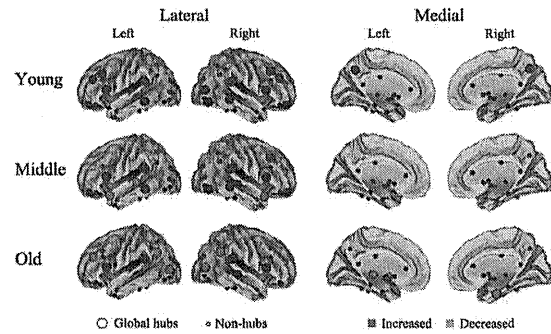 Lateral Medial
Left Right Left Right
Young
Middle
Old
Global hubs Non-hubs Increased Decreased